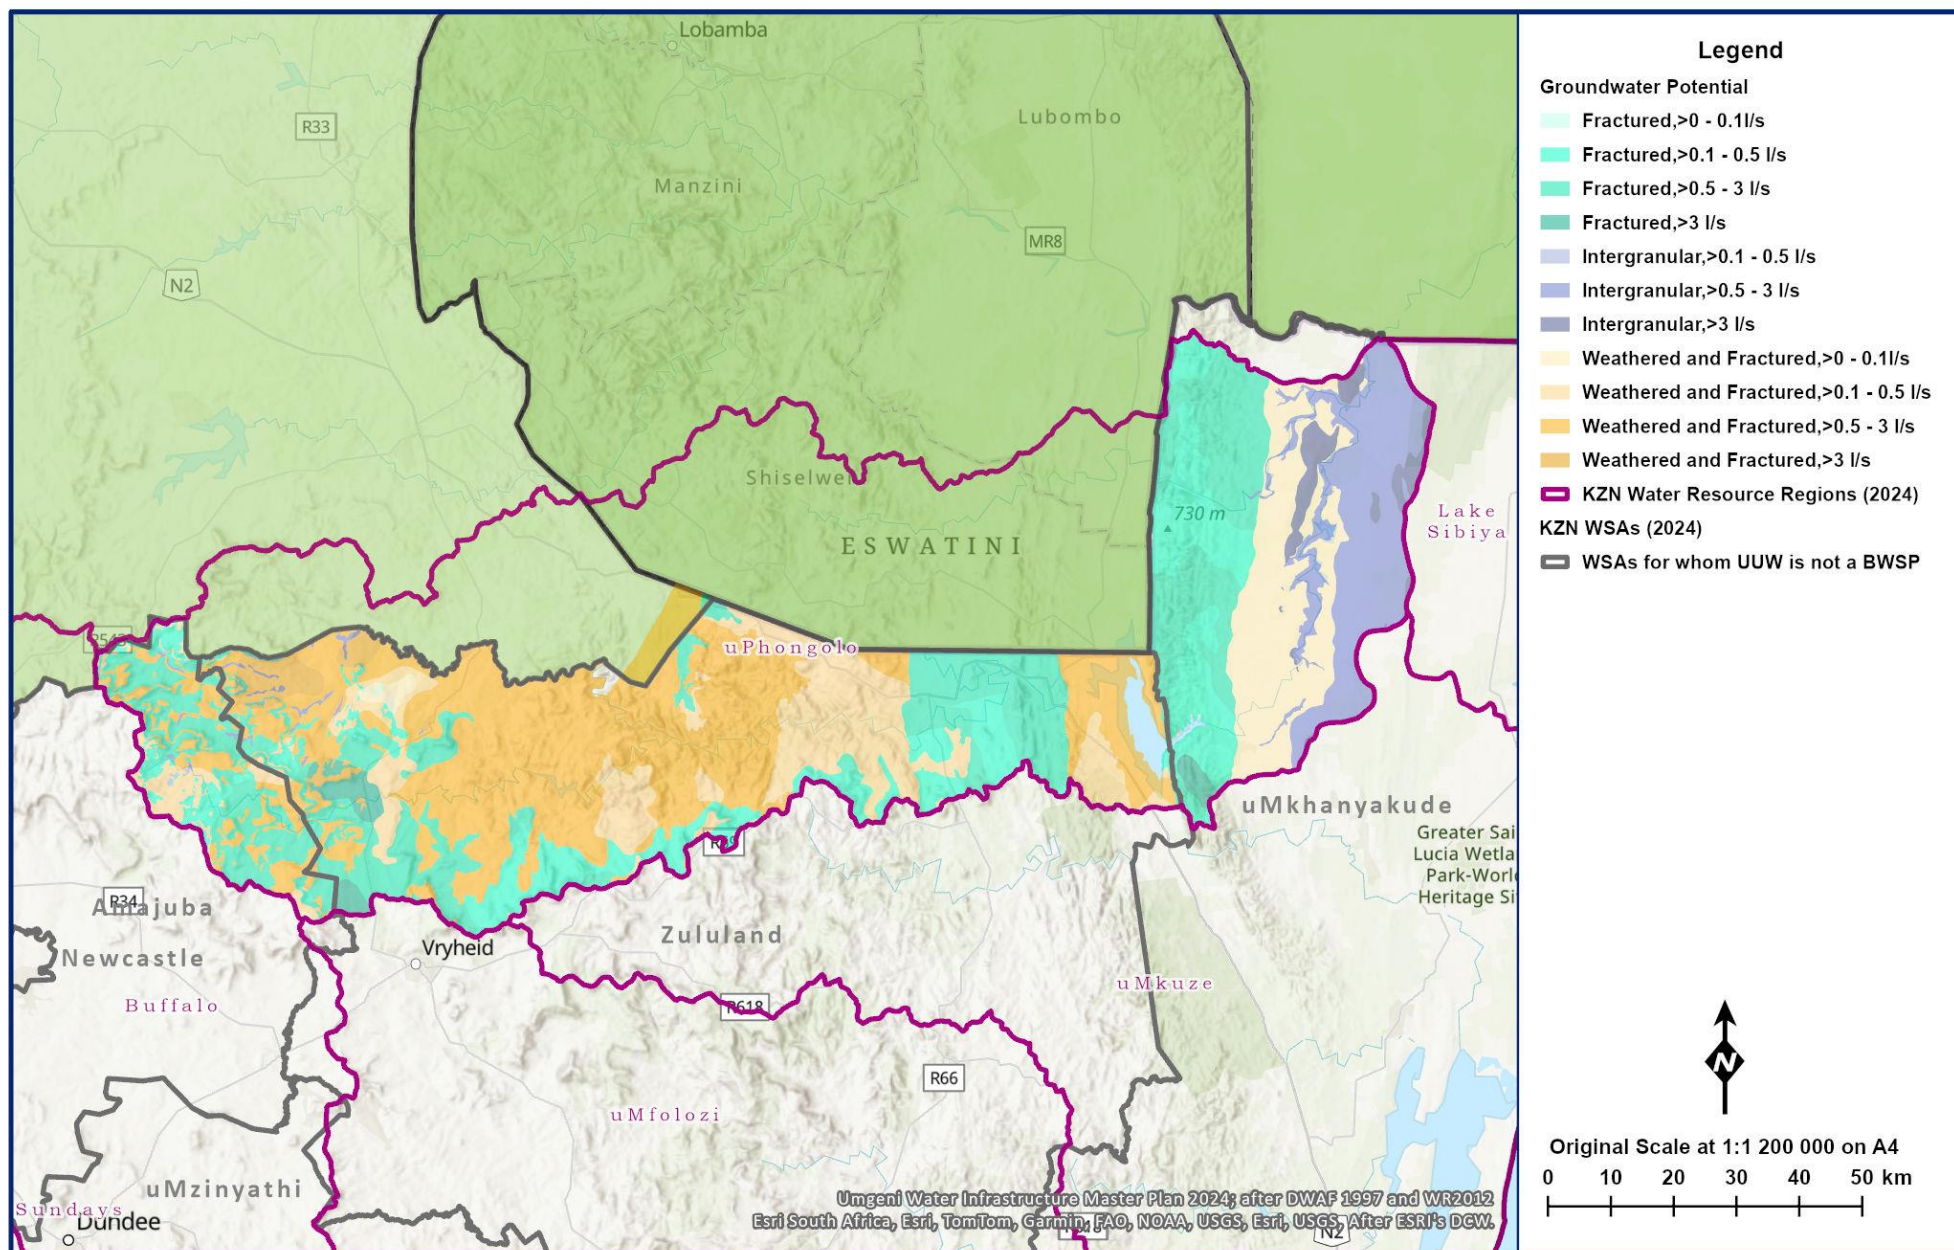 Lobamba
R33
Lubombo
Manzini
MR8
N2
Shiselwe
730 m
ESWATINI
Lake
Sibiya
R543
uPhongolo
uMkhanyakude
Greater Sai
Lucia Wetla
Park-Worl
Heritage Si
R34
Amajuba
Newcastle
Vryheid
Zululand
uMkuze
Buffalo
R618
R66
uMfolozi
uMzinyathi
Sundays
Dundee
N2
Umgeni Water Infrastructure Master Plan 2024; after DWAF 1997 and WR2012
Esri South Africa, Esri, TomTom, Garmin, FAO, NOAA, USGS, Esri, USGS, After ESRI's DCW.
Legend
Groundwater Potential
Fractured,>0 - 0.1l/s
Fractured,>0.1 - 0.5 l/s
Fractured,>0.5 - 3 l/s
Fractured,>3 l/s
Intergranular,>0.1 - 0.5 l/s
Intergranular,>0.5 - 3 l/s
Intergranular,>3 l/s
Weathered and Fractured,>0 - 0.1l/s
Weathered and Fractured,>0.1 - 0.5 l/s
Weathered and Fractured,>0.5 - 3 l/s
Weathered and Fractured,>3 l/s
KZN Water Resource Regions (2024)
KZN WSAs (2024)
WSAs for whom UUW is not a BWSP
N
Original Scale at 1:1 200 000 on A4
0 10 20 30 40 50 km